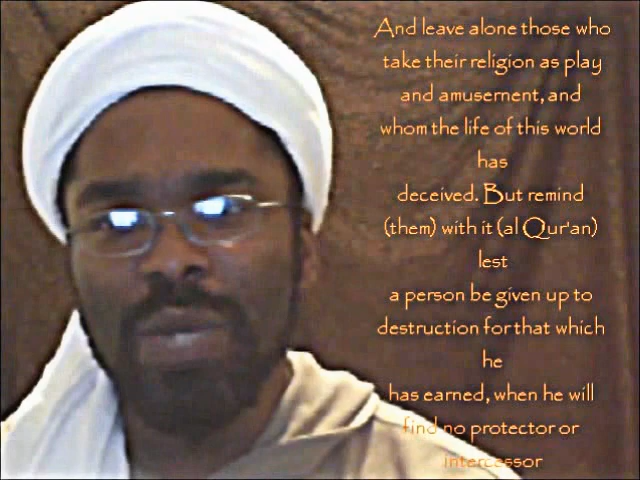 And leave alone those who
take their religion as play
and amusernent, and
whom the life of this world
has
deceived. But remind
(them) with it (al Qur'an)
lest
a person be given up to
destruction for that which
he
has earned, when he will
find no protector or
intercessor